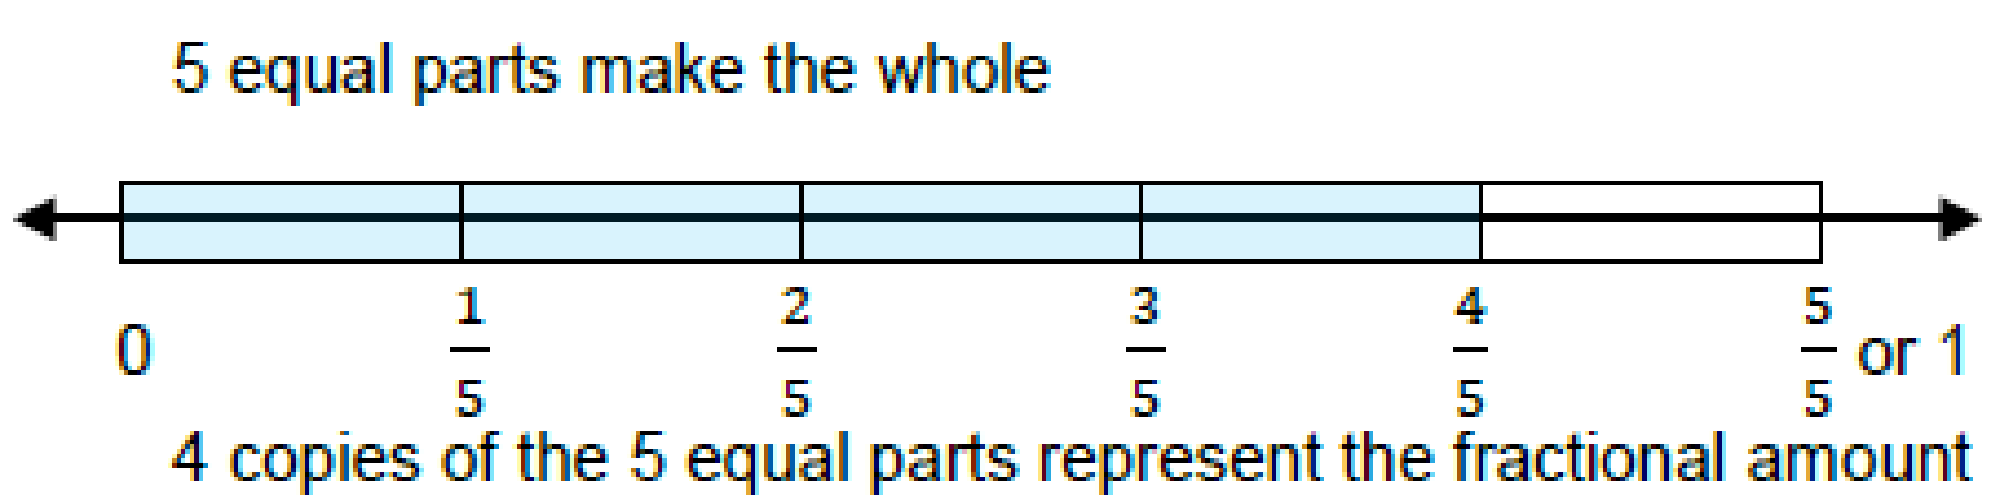 5 equal parts make the whole
0 1/5 2/5 3/5 4/5 5/5 or 1
4 copies of the 5 equal parts represent the fractional amount